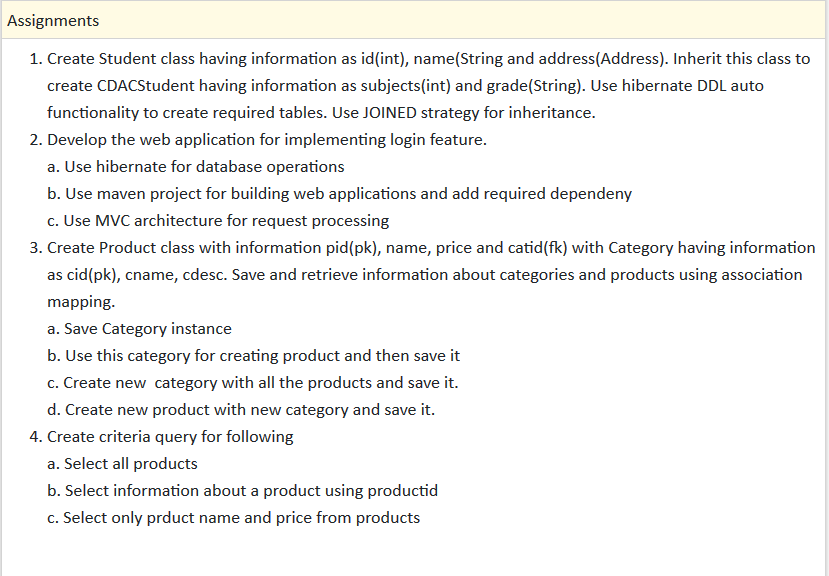 Assignments
1. Create Student class having information as id(int), name(String and address(Address). Inherit this class to
create CDACStudent having information as subjects(int) and grade(String). Use hibernate DDL auto
functionality to create required tables. Use JOINED strategy for inheritance.
2. Develop the web application for implementing login feature.
a. Use hibernate for database operations
b. Use maven project for building web applications and add required dependeny
c. Use MVC architecture for request processing
3. Create Product class with information pid(pk), name, price and catid(fk) with Category having information
as cid(pk), cname, cdesc. Save and retrieve information about categories and products using association
mapping.
a. Save Category instance
b. Use this category for creating product and then save it
c. Create new  category with all the products and save it.
d. Create new product with new category and save it.
4. Create criteria query for following
a. Select all products
b. Select information about a product using productid
c. Select only prduct name and price from products